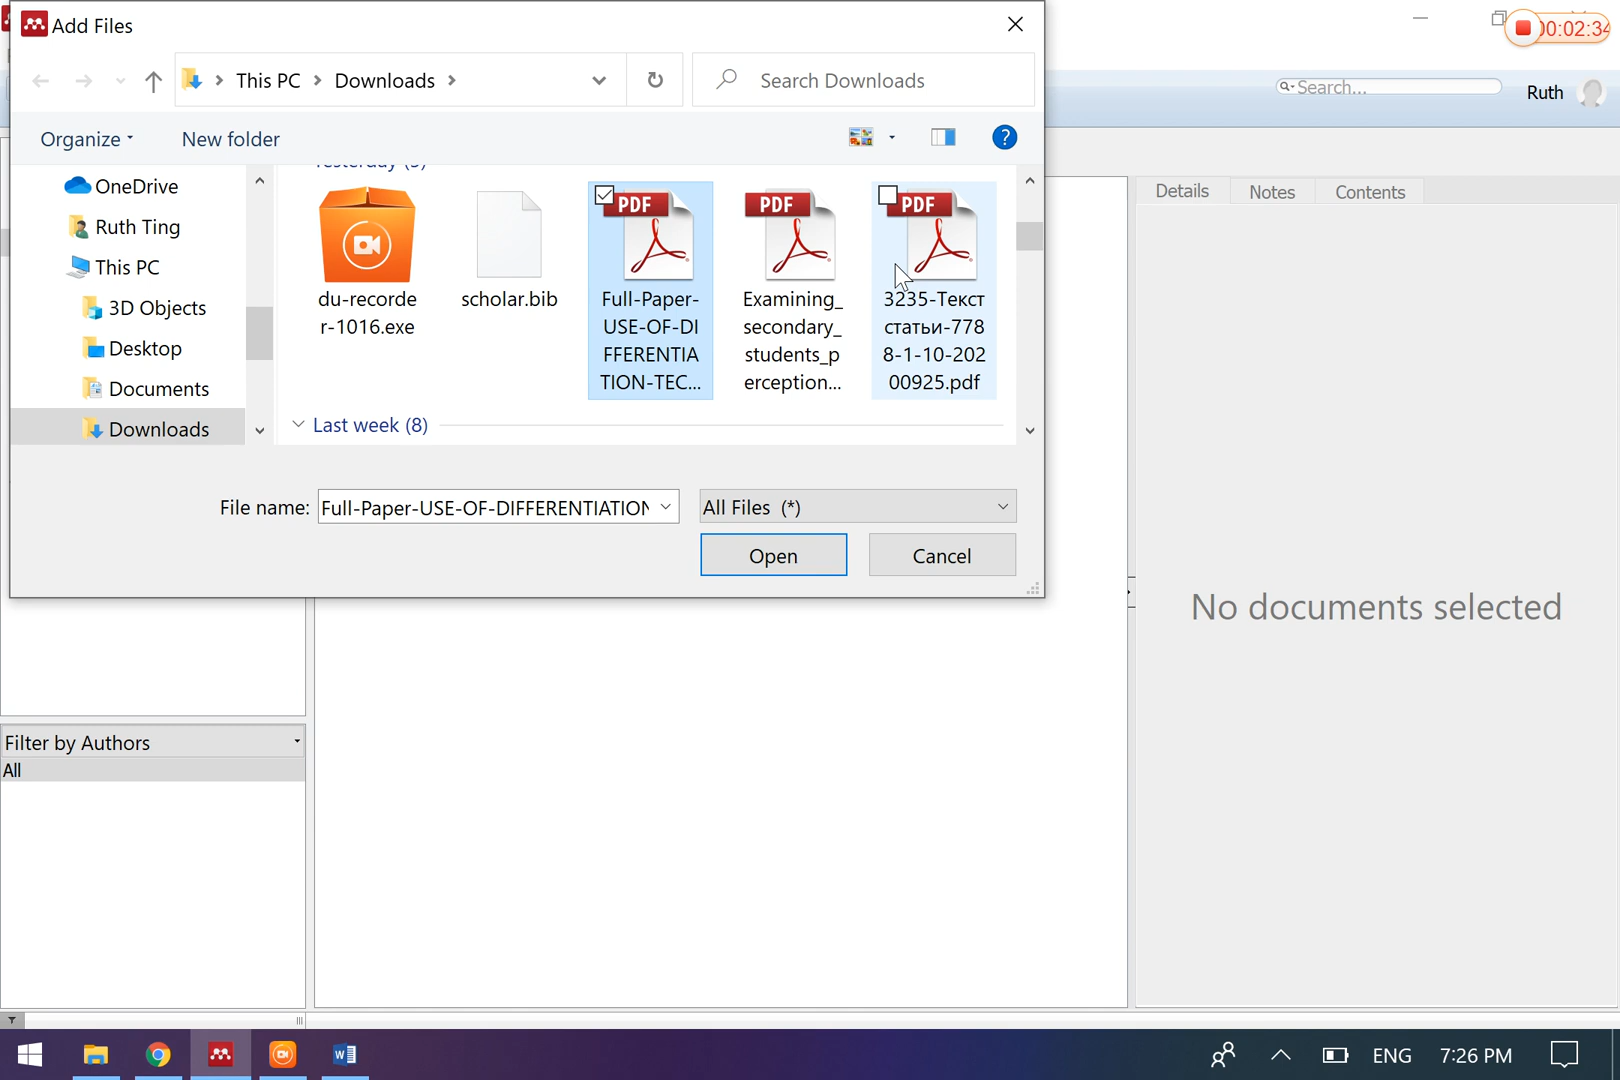 Add Files
00:02:34
This PC
Downloads
Search Downloads
Search...
Ruth
Organize
New folder
?
Yesterday (5)
OneDrive
Ruth Ting
This PC
3D Objects
Desktop
Documents
Downloads
du-recorde
r-1016.exe
scholar.bib
PDF
Full-Paper-
USE-OF-DI
FFERENTIA
TION-TEC...
PDF
Examining_
secondary_
students_p
erception...
PDF
3235-Текст
статьи-778
8-1-10-202
00925.pdf
Last week (8)
File name:
Full-Paper-USE-OF-DIFFERENTIATION
All Files (*)
Open
Cancel
Details
Notes
Contents
No documents selected
Filter by Authors
All
ENG
7:26 PM